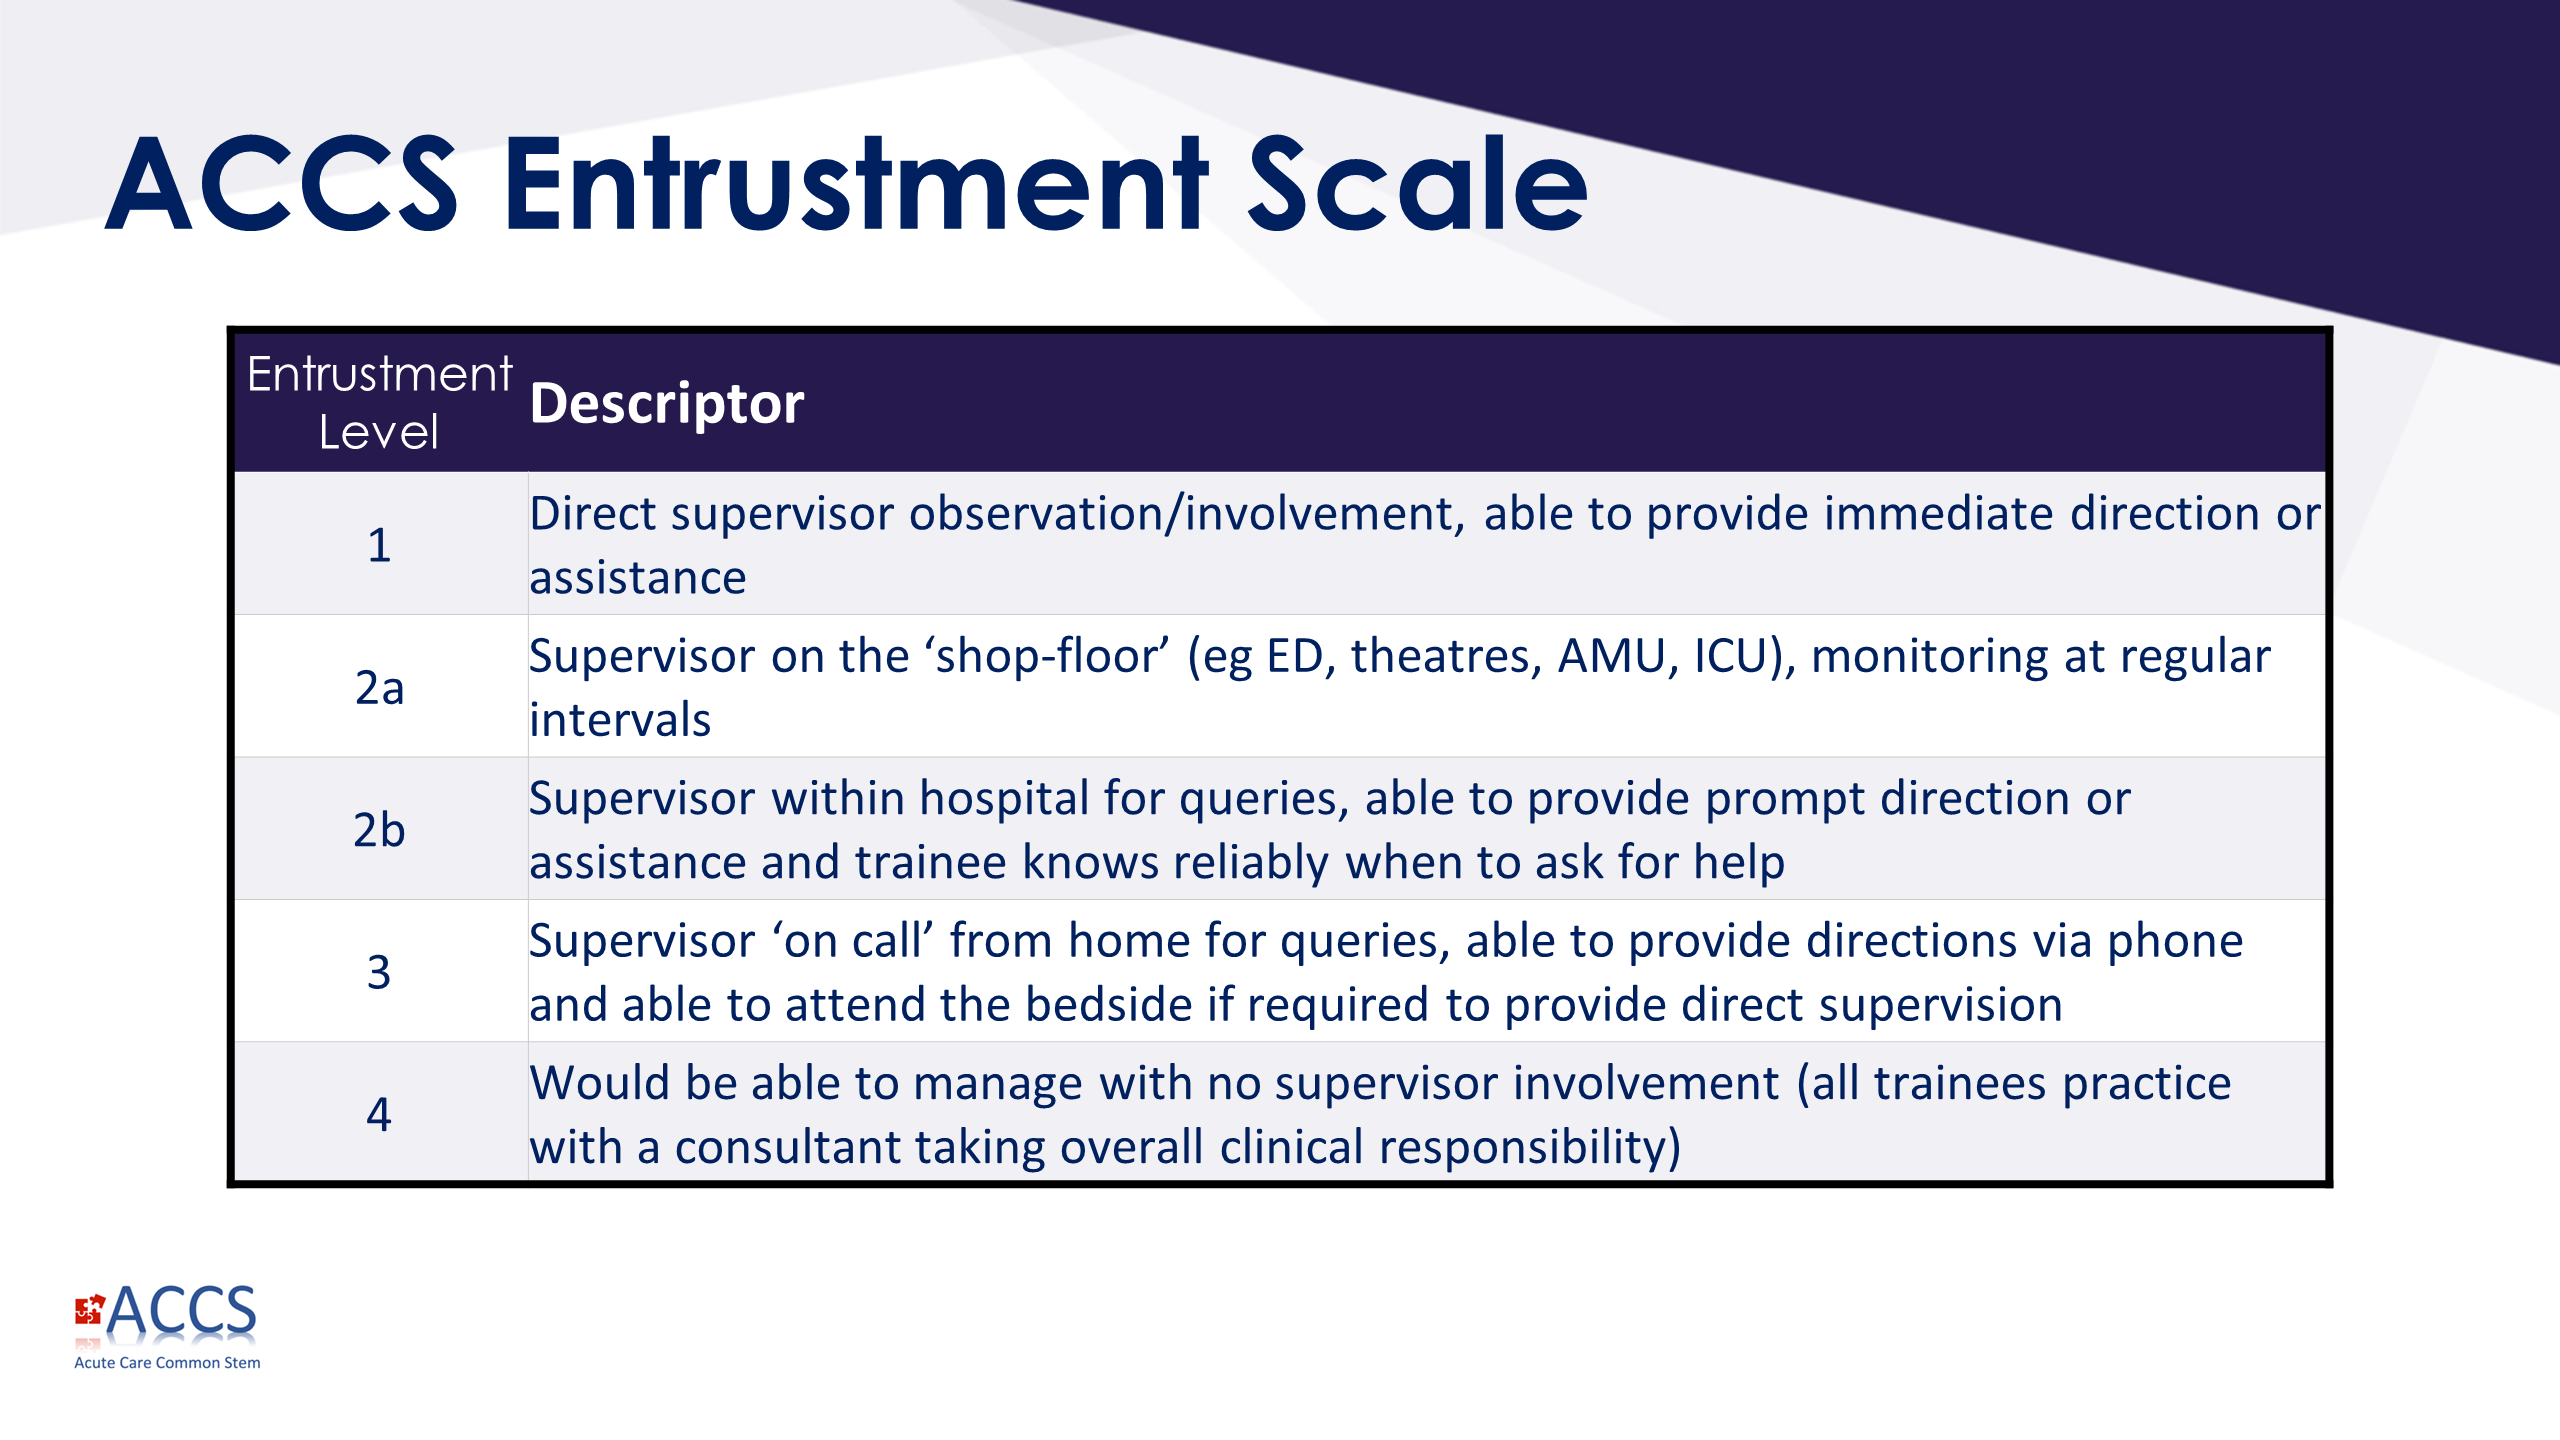 ACCS Entrustment Scale
Entrustment
Level
Descriptor
1
Direct supervisor observation/involvement, able to provide immediate direction or
assistance
2a
Supervisor on the ‘shop-floor’ (eg ED, theatres, AMU, ICU), monitoring at regular
intervals
2b
Supervisor within hospital for queries, able to provide prompt direction or
assistance and trainee knows reliably when to ask for help
3
Supervisor ‘on call’ from home for queries, able to provide directions via phone
and able to attend the bedside if required to provide direct supervision
4
Would be able to manage with no supervisor involvement (all trainees practice
with a consultant taking overall clinical responsibility)
ACCS
Acute Care Common Stem